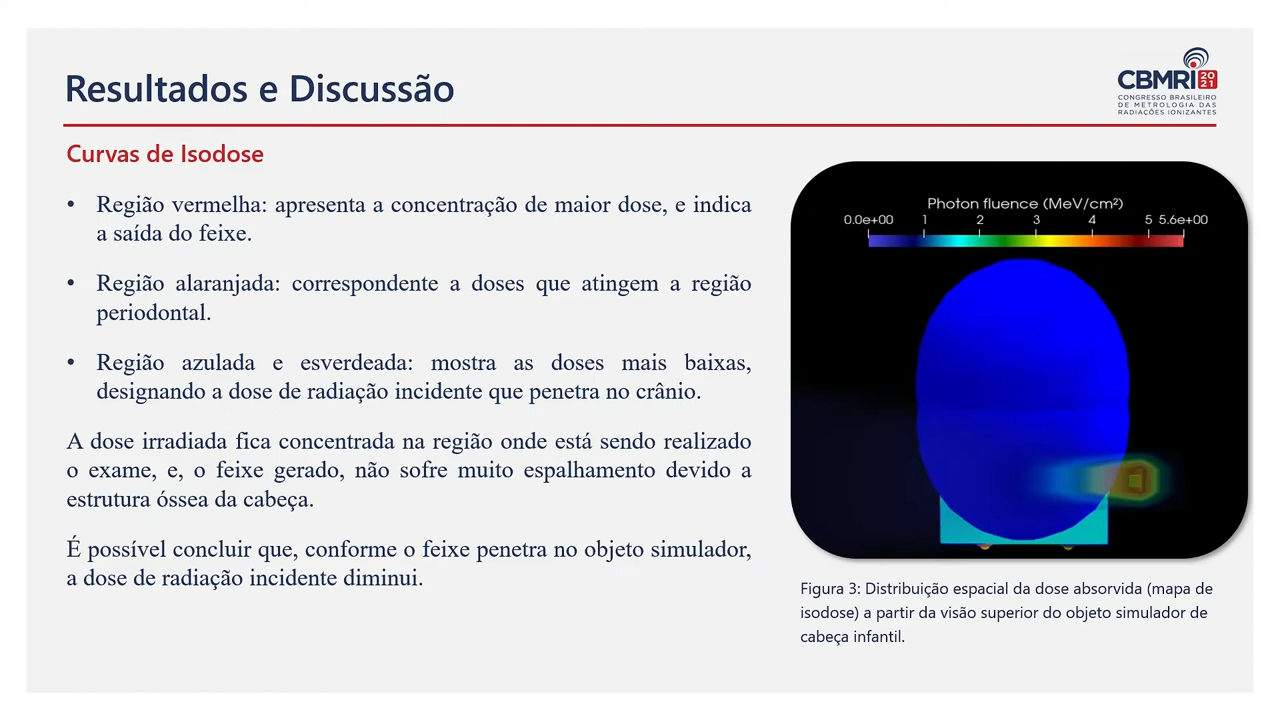 Resultados e Discussão
CBMRI 20 21
CONGRESSO BRASILEIRO
DE METROLOGIA DAS
RADIAÇÕES IONIZANTES
Curvas de Isodose
• Região vermelha: apresenta a concentração de maior dose, e indica
a saída do feixe.
• Região alaranjada: correspondente a doses que atingem a região
periodontal.
• Região azulada e esverdeada: mostra as doses mais baixas,
designando a dose de radiação incidente que penetra no crânio.
A dose irradiada fica concentrada na região onde está sendo realizado
o exame, e, o feixe gerado, não sofre muito espalhamento devido a
estrutura óssea da cabeça.
É possível concluir que, conforme o feixe penetra no objeto simulador,
a dose de radiação incidente diminui.
Photon fluence (MeV/cm²)
0.0e+00 1 2 3 4 5 5.6e+00
Figura 3: Distribuição espacial da dose absorvida (mapa de
isodose) a partir da visão superior do objeto simulador de
cabeça infantil.